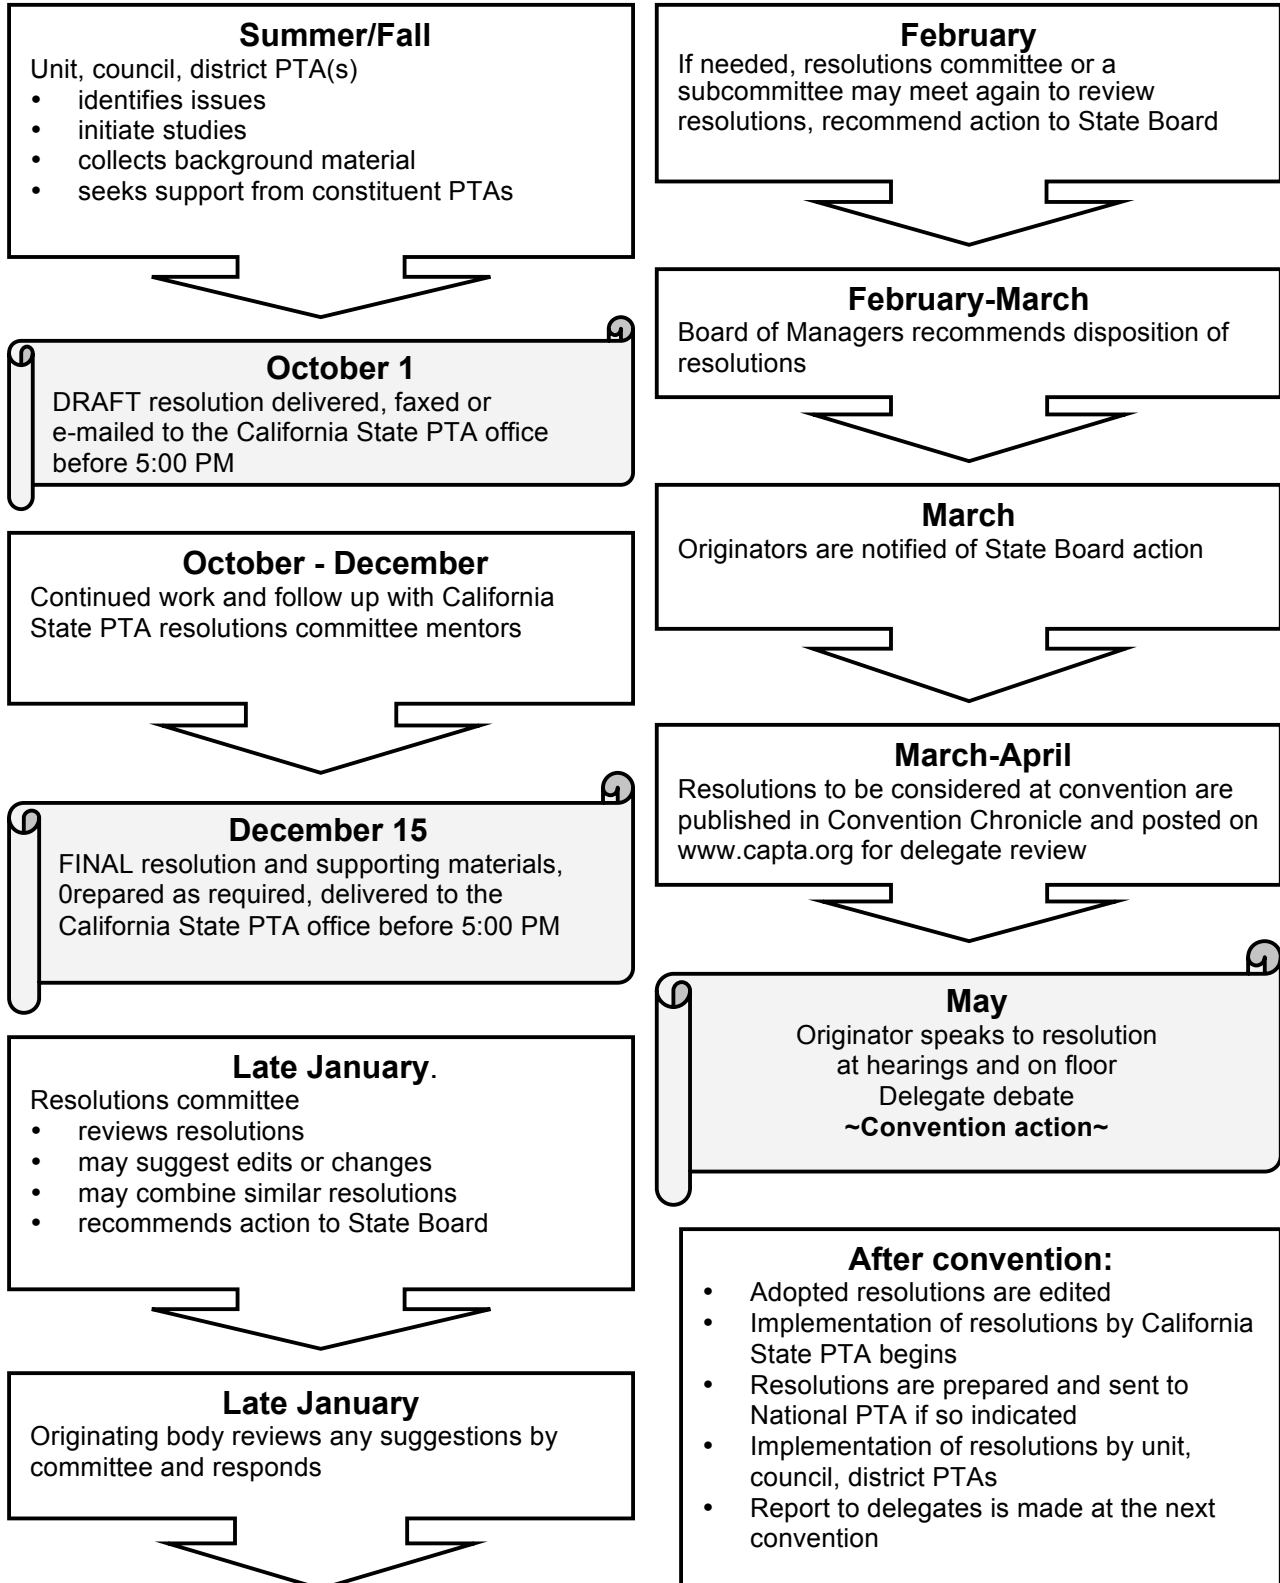 Summer/Fall
Unit, council, district PTA(s)
• identifies issues
• initiate studies
• collects background material
• seeks support from constituent PTAs
October 1
DRAFT resolution delivered, faxed or
e-mailed to the California State PTA office
before 5:00 PM
October - December
Continued work and follow up with California
State PTA resolutions committee mentors
December 15
FINAL resolution and supporting materials,
0repared as required, delivered to the
California State PTA office before 5:00 PM
Late January.
Resolutions committee
• reviews resolutions
• may suggest edits or changes
• may combine similar resolutions
• recommends action to State Board
Late January
Originating body reviews any suggestions by
committee and responds
February
If needed, resolutions committee or a
subcommittee may meet again to review
resolutions, recommend action to State Board
February-March
Board of Managers recommends disposition of
resolutions
March
Originators are notified of State Board action
March-April
Resolutions to be considered at convention are
published in Convention Chronicle and posted on
www.capta.org for delegate review
May
Originator speaks to resolution
at hearings and on floor
Delegate debate
~Convention action~
After convention:
• Adopted resolutions are edited
• Implementation of resolutions by California
State PTA begins
• Resolutions are prepared and sent to
National PTA if so indicated
• Implementation of resolutions by unit,
council, district PTAs
• Report to delegates is made at the next
convention